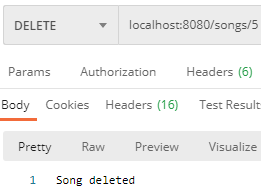 DELETE localhost:8080/songs/5
Params Authorization Headers (6)
Body Cookies Headers (16) Test Result
Pretty Raw Preview Visualize
1 Song deleted